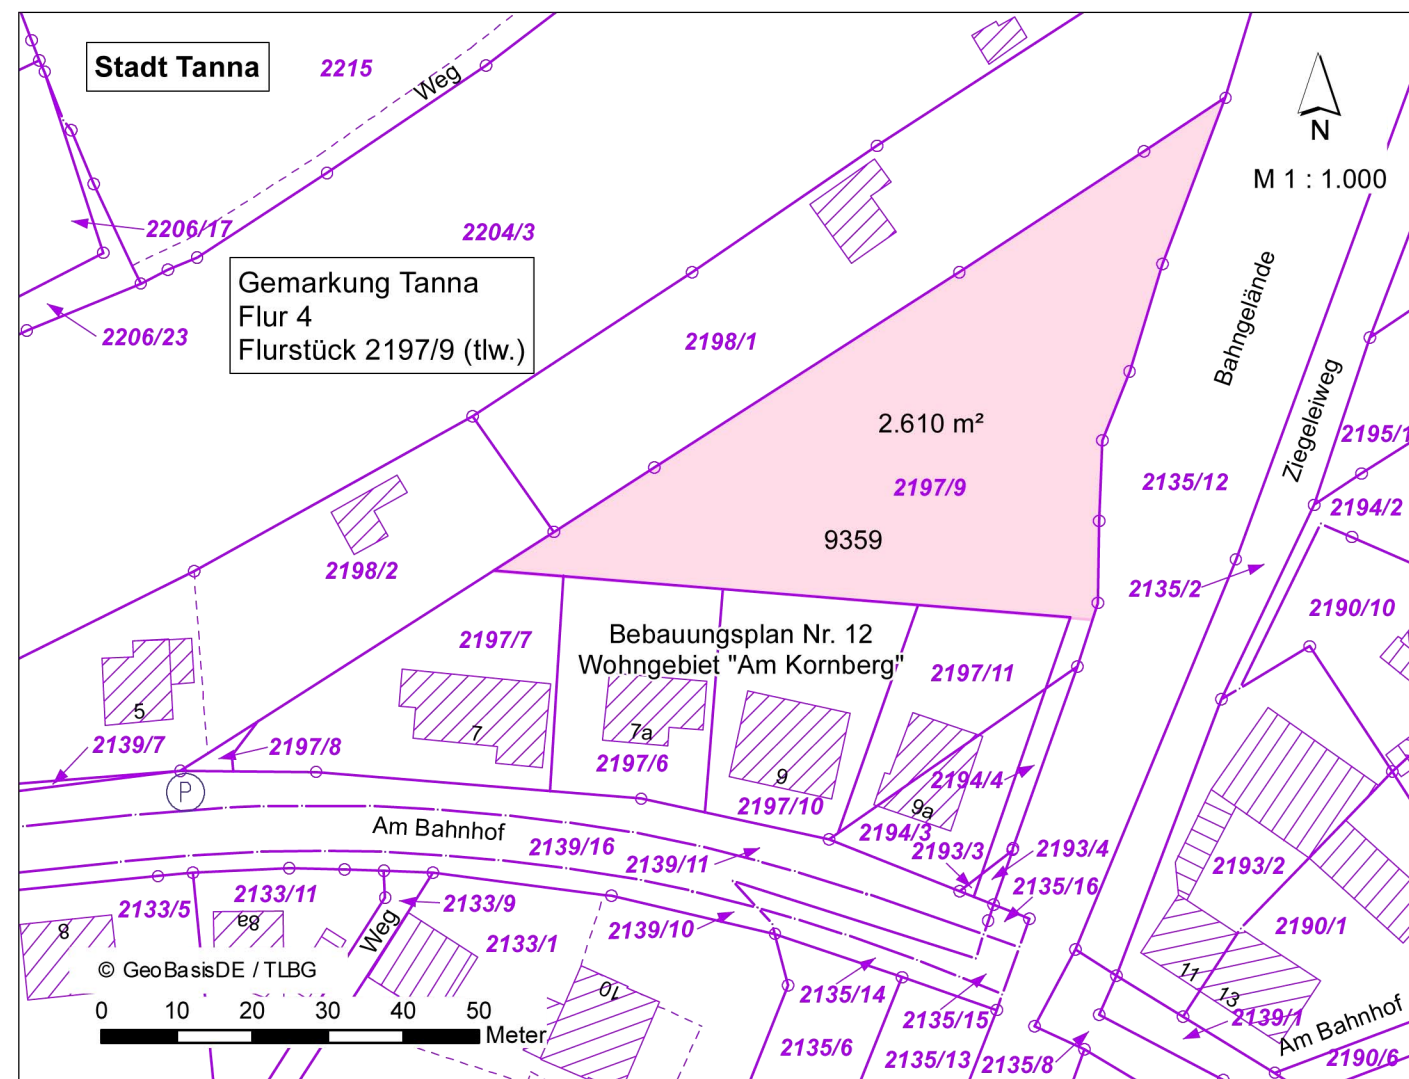 Stadt Tanna
2215
Weg
N
M 1 : 1.000
2206/17
2204/3
Gemarkung Tanna
Flur 4
Flurstück 2197/9 (tlw.)
2206/23
2198/1
Bahngelände
Ziegeleiweg
2.610 m²
2195/1
2197/9
2135/12
2194/2
9359
2198/2
2135/2
2190/10
Bebauungsplan Nr. 12
Wohngebiet "Am Kornberg"
2197/7
2197/11
5
7
7a
9
9a
2139/7
2197/8
2197/6
2194/4
2197/10
P
Am Bahnhof
2139/16
2139/11
2194/3
2193/3
2193/4
2135/16
2193/2
2133/11
2133/5
2133/9
8
8a
Weg
2133/1
2139/10
2190/1
© GeoBasisDE / TLBG
10
11
13
2135/14
2135/15
2139/1
Am Bahnhof
0 10 20 30 40 50
Meter
2135/6
2135/13
2135/8
2190/6